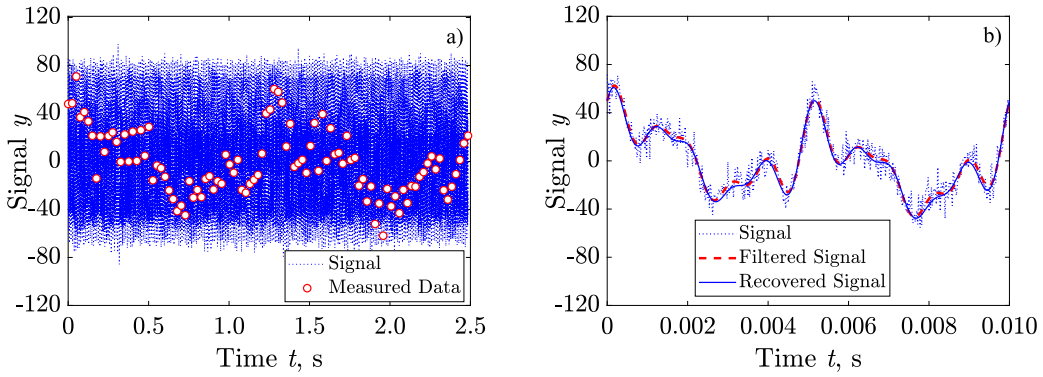 a)
120
80
40
0
-40
-80
-120
Signal y
Signal
Measured Data
0
0.5
1.0
1.5
2.0
2.5
Time t, s
b)
120
80
40
0
-40
-80
-120
Signal y
Signal
Filtered Signal
Recovered Signal
0
0.002
0.004
0.006
0.008
0.010
Time t, s